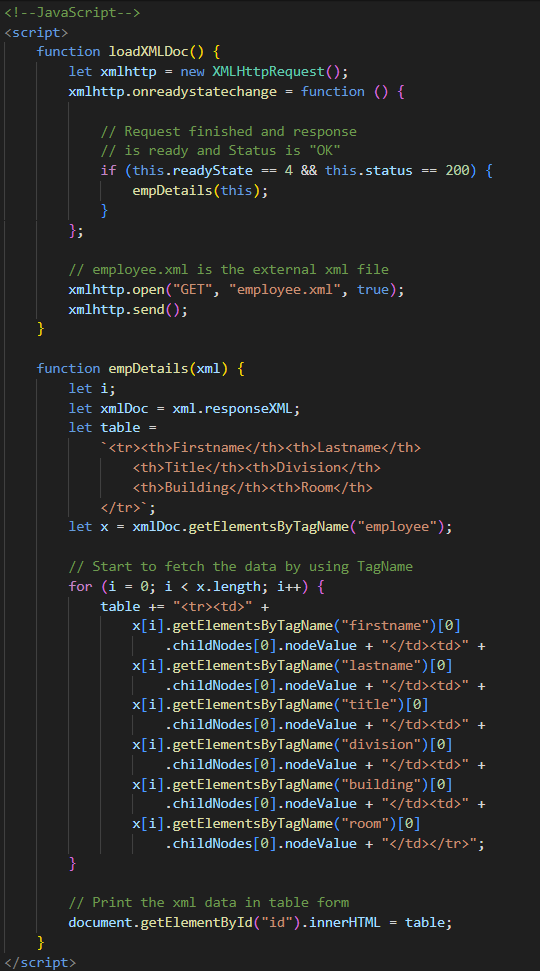 <!--JavaScript-->
<script>
    function loadXMLDoc() {
        let xmlhttp = new XMLHttpRequest();
        xmlhttp.onreadystatechange = function () {

            // Request finished and response
            // is ready and Status is "OK"
            if (this.readyState == 4 && this.status == 200) {
                empDetails(this);
            }
        };

        // employee.xml is the external xml file
        xmlhttp.open("GET", "employee.xml", true);
        xmlhttp.send();
    }

    function empDetails(xml) {
        let i;
        let xmlDoc = xml.responseXML;
        let table =
            `<tr><th>Firstname</th><th>Lastname</th>
                <th>Title</th><th>Division</th>
                <th>Building</th><th>Room</th>
            </tr>`;
        let x = xmlDoc.getElementsByTagName("employee");

        // Start to fetch the data by using TagName
        for (i = 0; i < x.length; i++) {
            table += "<tr><td>" +
                x[i].getElementsByTagName("firstname")[0]
                    .childNodes[0].nodeValue + "</td><td>" +
                x[i].getElementsByTagName("lastname")[0]
                    .childNodes[0].nodeValue + "</td><td>" +
                x[i].getElementsByTagName("title")[0]
                    .childNodes[0].nodeValue + "</td><td>" +
                x[i].getElementsByTagName("division")[0]
                    .childNodes[0].nodeValue + "</td><td>" +
                x[i].getElementsByTagName("building")[0]
                    .childNodes[0].nodeValue + "</td><td>" +
                x[i].getElementsByTagName("room")[0]
                    .childNodes[0].nodeValue + "</td></tr>";
        }

        // Print the xml data in table form
        document.getElementById("id").innerHTML = table;
    }
</script>